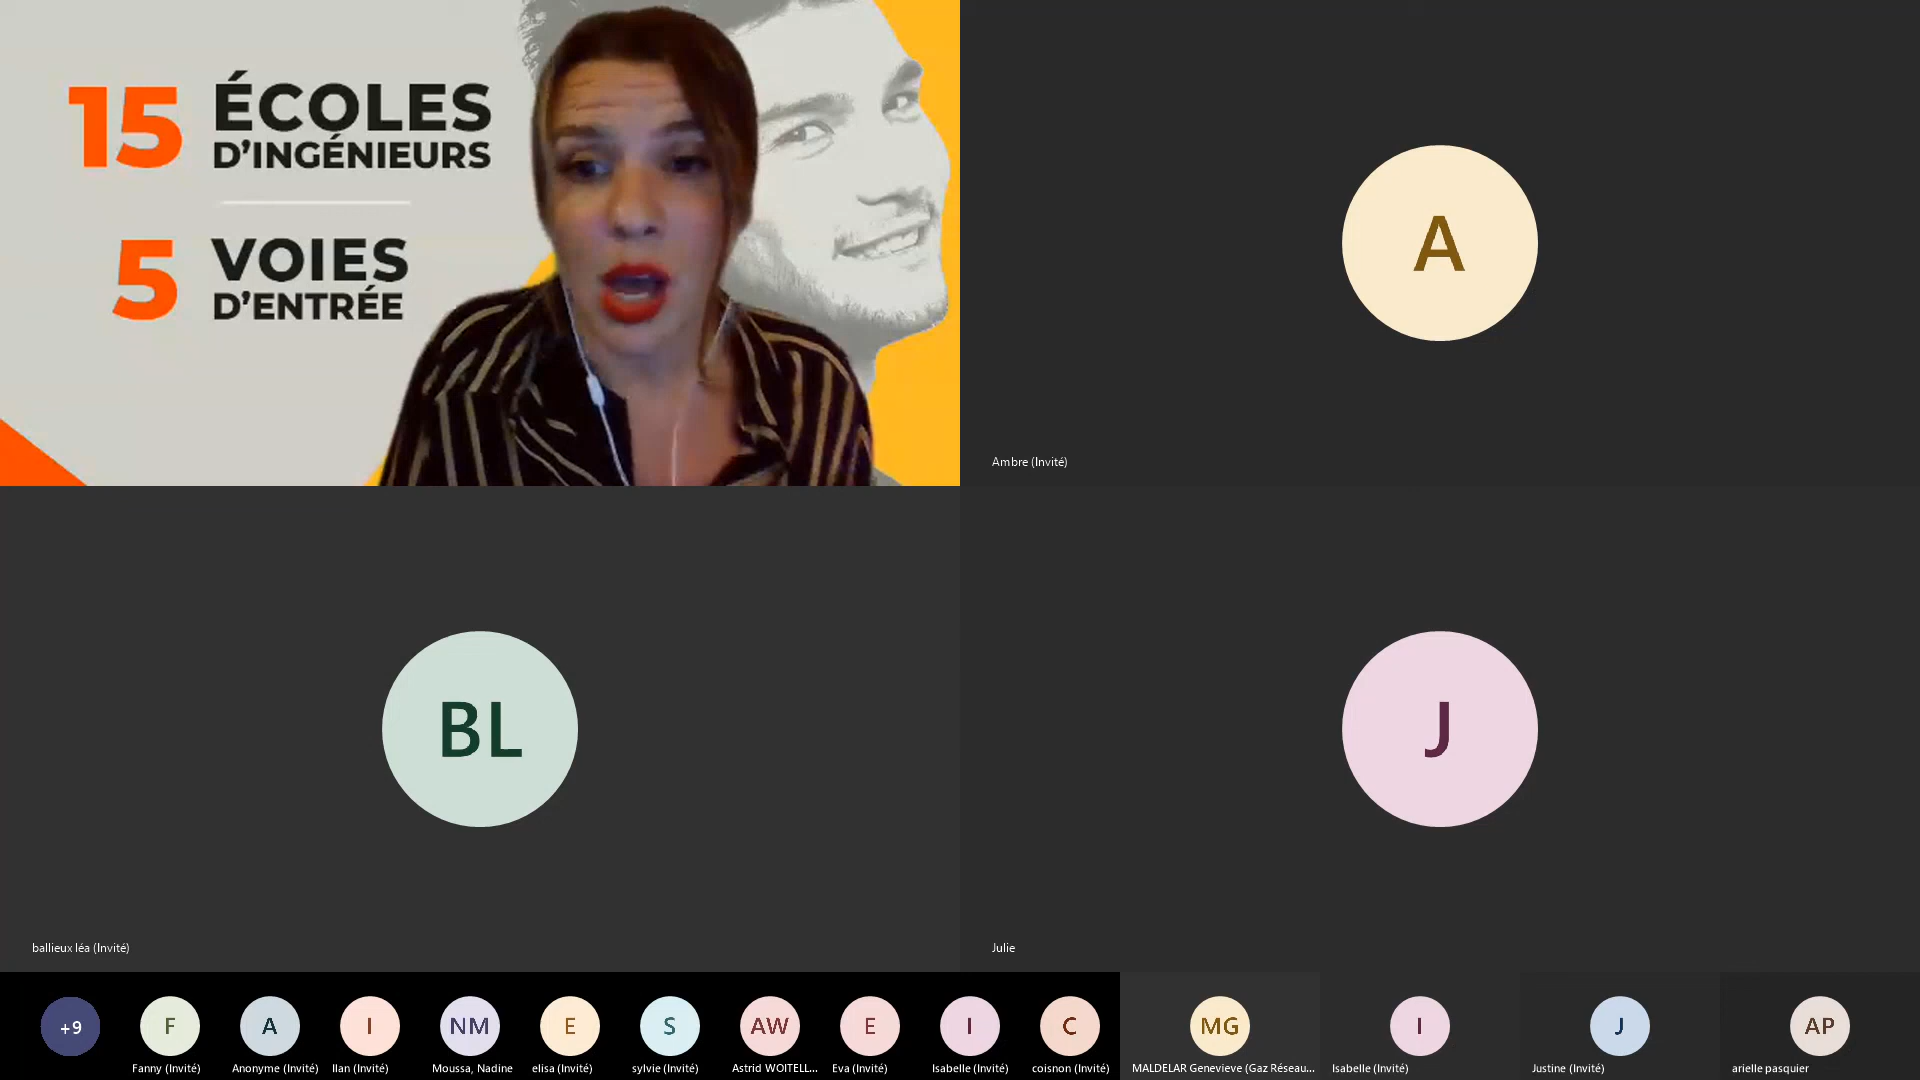 15 ÉCOLES
D'INGÉNIEURS
5 VOIES
D'ENTRÉE
A
Ambre (Invité)
BL
ballieux léa (Invité)
J
Julie
+9
F
Fanny (Invité)
A
Anonyme (Invité)
I
Ilan (Invité)
NM
Moussa, Nadine
E
elisa (Invité)
S
sylvie (Invité)
AW
Astrid WOITELL...
E
Eva (Invité)
I
Isabelle (Invité)
C
coisnon (Invité)
MG
MALDELAR Genevieve (Gaz Réseau...
I
Isabelle (Invité)
J
Justine (Invité)
AP
arielle pasquier